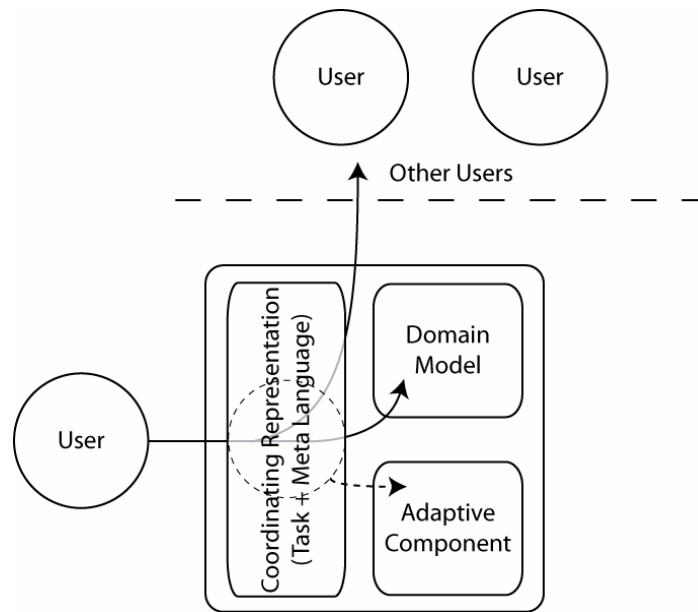 User
User
Other Users
Coordinating Representation
(Task + Meta Language)
Domain
Model
User
Adaptive
Component